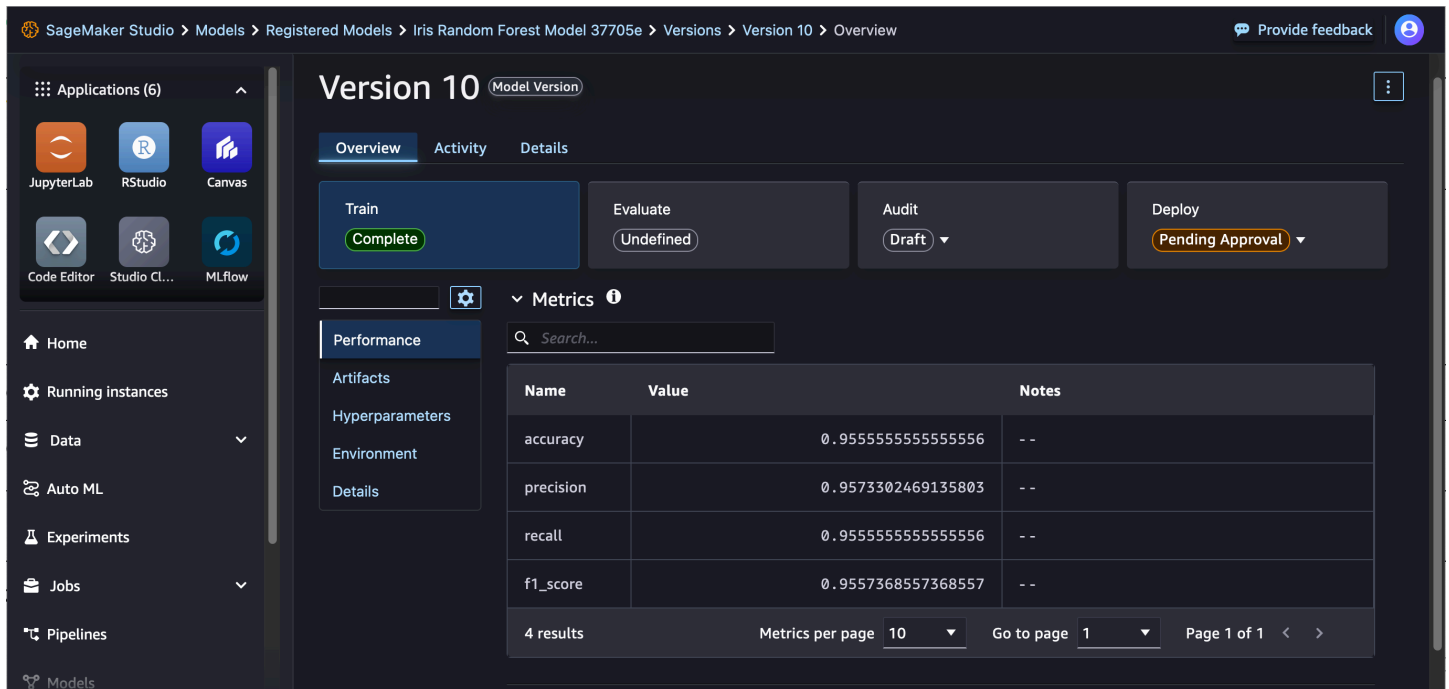 SageMaker Studio > Models > Registered Models > Iris Random Forest Model 37705e > Versions > Version 10 > Overview
Provide feedback
Applications (6)
JupyterLab
RStudio
Canvas
Code Editor
Studio Cl...
MLflow
Home
Running instances
Data
Auto ML
Experiments
Jobs
Pipelines
Models
Version 10 Model Version
Overview Activity Details
Train
Complete
Evaluate
Undefined
Audit
Draft
Deploy
Pending Approval
Performance
Artifacts
Hyperparameters
Environment
Details
Metrics
Search...
Name Value Notes
accuracy 0.9555555555555556 --
precision 0.9573302469135803 --
recall 0.9555555555555556 --
f1_score 0.9557368557368557 --
4 results Metrics per page 10 Go to page 1 Page 1 of 1 < >